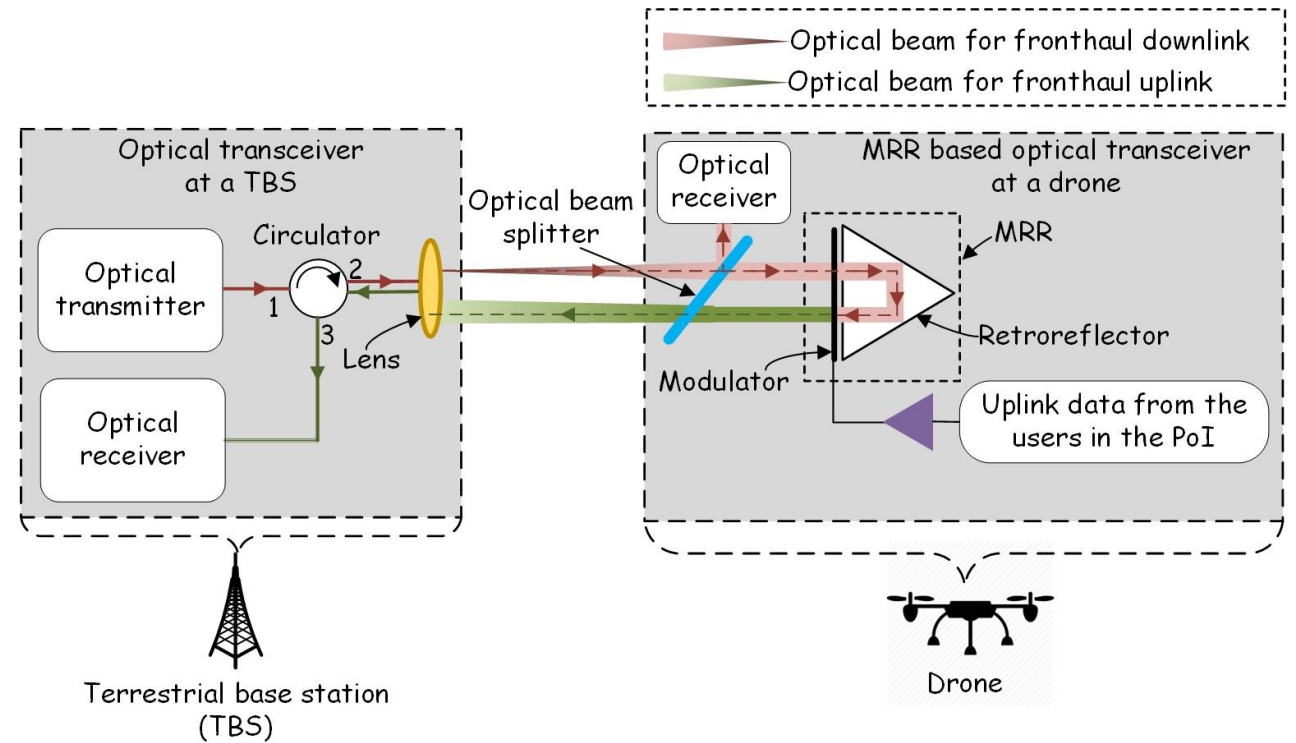 Optical beam for fronthaul downlink
Optical beam for fronthaul uplink
Optical transceiver
at a TBS
Optical
transmitter
Circulator
1
2
3
Lens
Optical
receiver
Optical beam
splitter
MRR based optical transceiver
at a drone
Optical
receiver
MRR
Retroreflector
Modulator
Uplink data from the
users in the PoI
Terrestrial base station
(TBS)
Drone